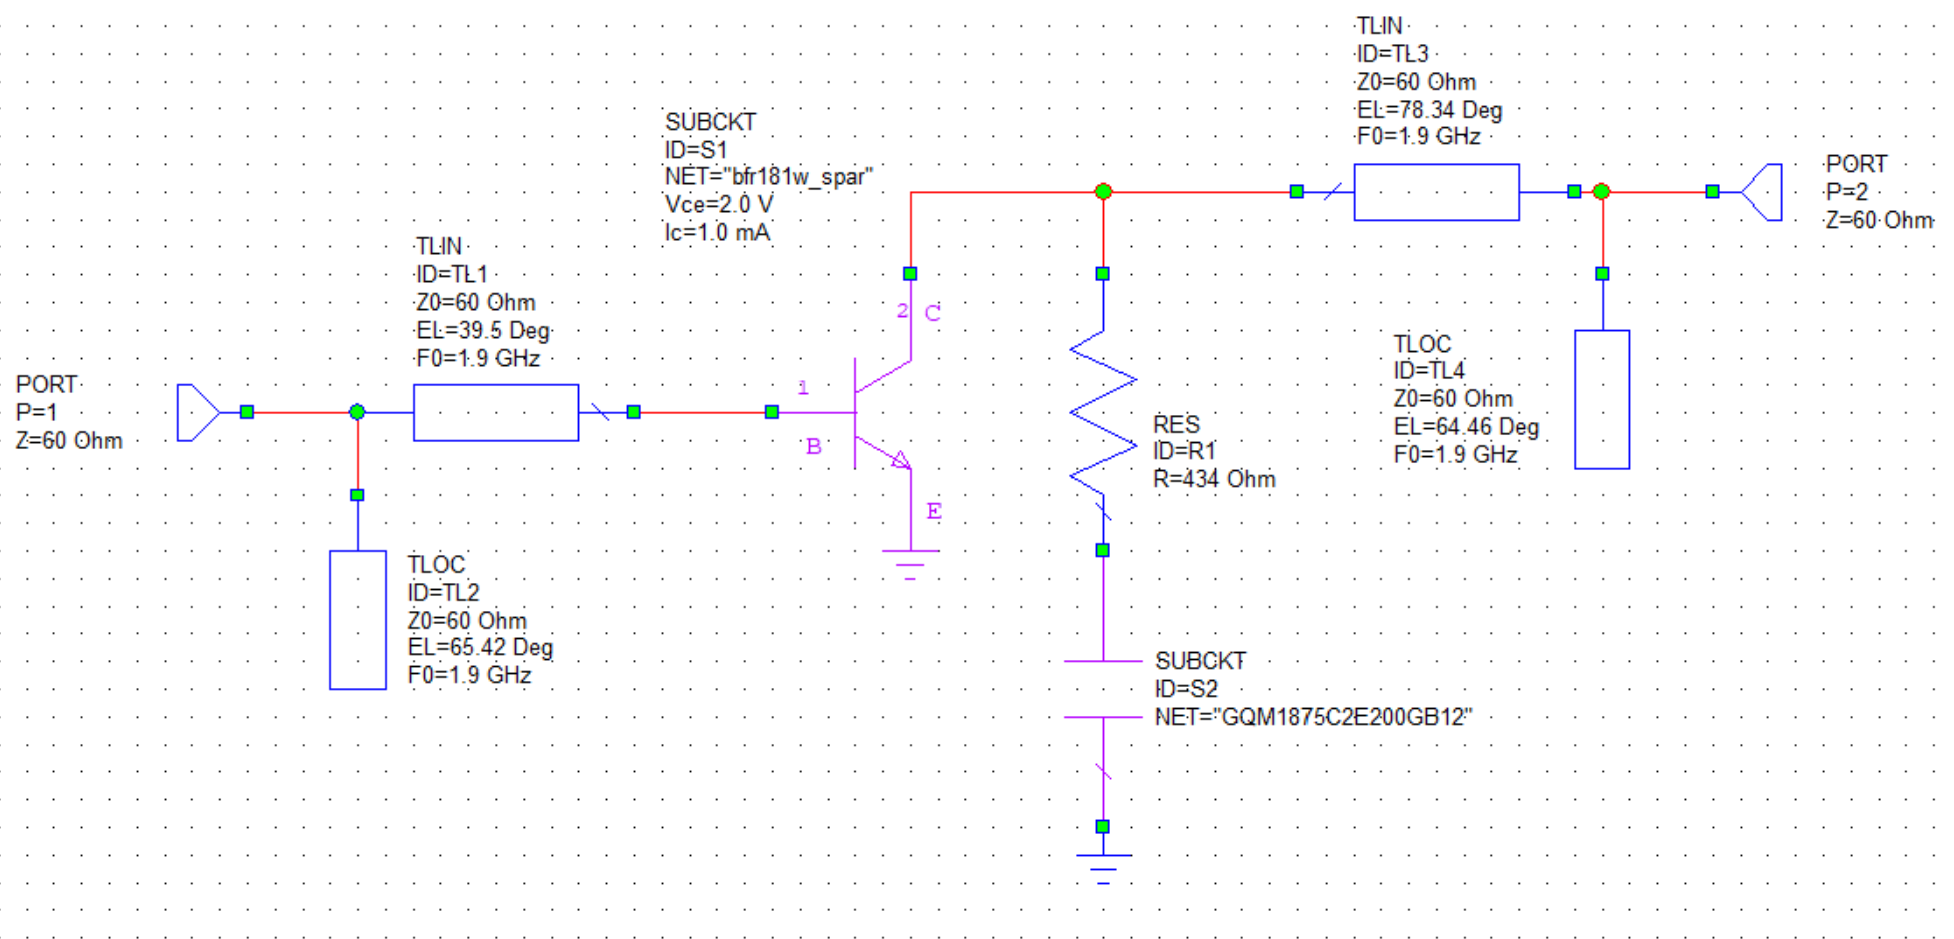 TLIN
ID=TL3
Z0=60 Ohm
EL=78.34 Deg
F0=1.9 GHz
SUBCKT
ID=S1
NET="bfr181w_spar"
Vce=2.0 V
Ic=1.0 mA
PORT
P=2
Z=60 Ohm
TLIN
ID=TL1
Z0=60 Ohm
EL=39.5 Deg
F0=1.9 GHz
2
C
1
B
E
PORT
P=1
Z=60 Ohm
TLOC
ID=TL4
Z0=60 Ohm
EL=64.46 Deg
F0=1.9 GHz
RES
ID=R1
R=434 Ohm
TLOC
ID=TL2
Z0=60 Ohm
EL=65.42 Deg
F0=1.9 GHz
SUBCKT
ID=S2
NET="GQM1875C2E200GB12"